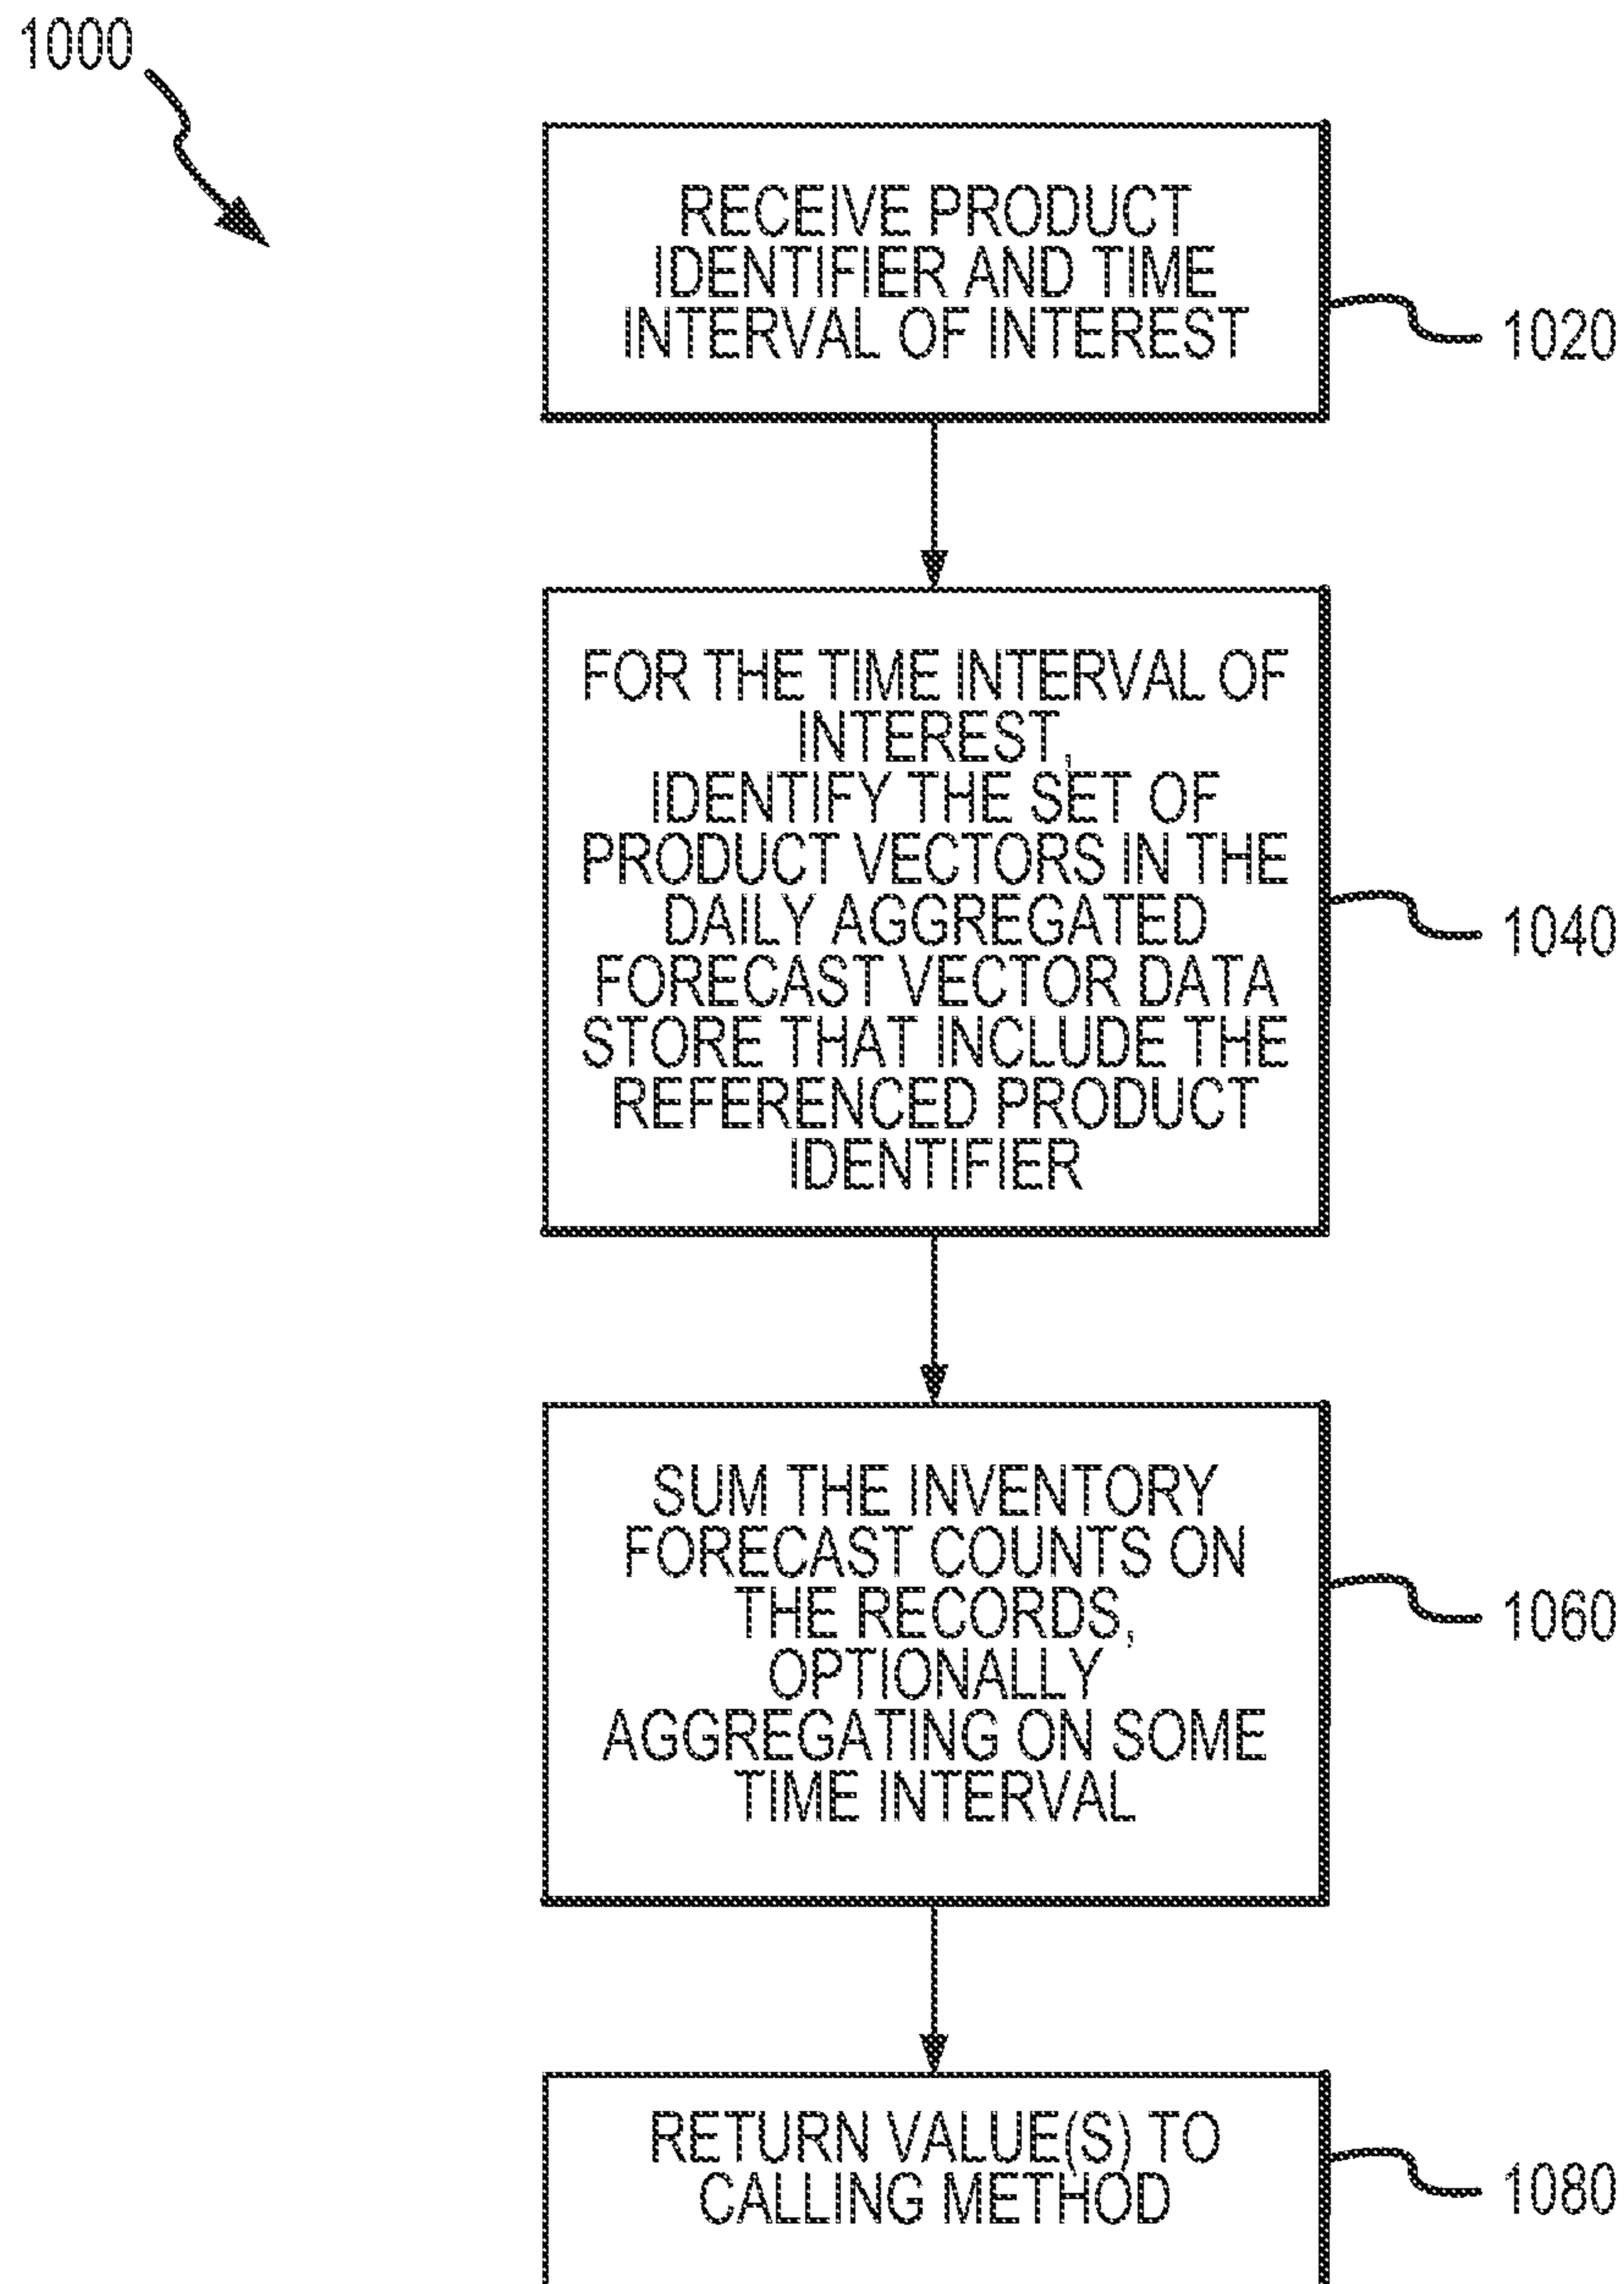 1000
RECEIVE PRODUCT
IDENTIFIER AND TIME
INTERVAL OF INTEREST
1020
FOR THE TIME INTERVAL OF
INTEREST,
IDENTIFY THE SET OF
PRODUCT VECTORS IN THE
DAILY AGGREGATED
FORECAST VECTOR DATA
STORE THAT INCLUDE THE
REFERENCED PRODUCT
IDENTIFIER
1040
SUM THE INVENTORY
FORECAST COUNTS ON
THE RECORDS,
OPTIONALLY
AGGREGATING ON SOME
TIME INTERVAL
1060
RETURN VALUE(S) TO
CALLING METHOD
1080